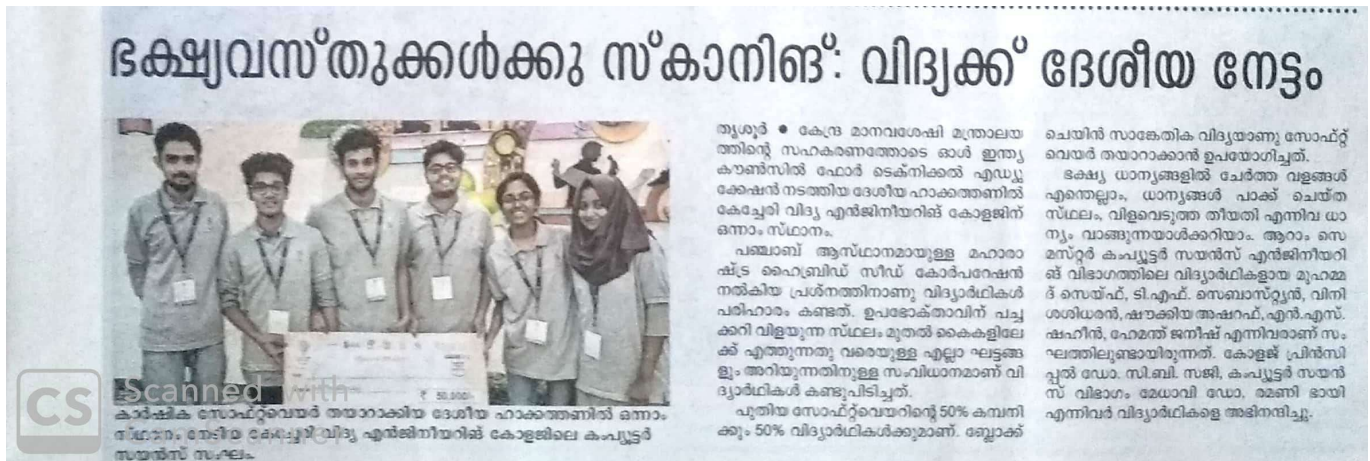 ഭക്ഷ്യവസ്തുക്കൾക്കു സ്കാനിങ്: വിദ്യക്ക് ദേശീയ നേട്ടം
₹ 50,000/-
കാർഷിക സോഫ്റ്റ്‌വെയർ തയാറാക്കിയ ദേശീയ ഹാക്കത്തണിൽ ഒന്നാം
സ്ഥാനം നേടിയ കേച്ചേരി വിദ്യ എൻജിനീയറിങ് കോളജിലെ കംപ്യൂട്ടർ
സയൻസ് സംഘം.
Scanned with
CS
തൃശൂർ ● കേന്ദ്ര മാനവശേഷി മന്ത്രാലയ
ത്തിന്റെ സഹകരണത്തോടെ ഓൾ ഇന്ത്യ
കൗൺസിൽ ഫോർ ടെക്നിക്കൽ എഡ്യു
ക്കേഷൻ നടത്തിയ ദേശീയ ഹാക്കത്തണിൽ
കേച്ചേരി വിദ്യ എൻജിനീയറിങ് കോളജിന്
ഒന്നാം സ്ഥാനം.
പഞ്ചാബ് ആസ്ഥാനമായുള്ള മഹാരാ
ഷ്ട്ര ഹൈബ്രിഡ് സീഡ് കോർപറേഷൻ
നൽകിയ പ്രശ്നത്തിനാണു വിദ്യാർഥികൾ
പരിഹാരം കണ്ടത്. ഉപഭോക്താവിന് പച്ച
ക്കറി വിളയുന്ന സ്ഥലം മുതൽ കൈകളിലേ
ക്ക് എത്തുന്നതു വരെയുള്ള എല്ലാ ഘട്ടങ്ങ
ളും അറിയുന്നതിനുള്ള സംവിധാനമാണ് വി
ദ്യാർഥികൾ കണ്ടുപിടിച്ചത്.
പുതിയ സോഫ്റ്റ്‌വെയറിന്റെ 50% കമ്പനി
ക്കും 50% വിദ്യാർഥികൾക്കുമാണ്. ബ്ലോക്ക്
ചെയിൻ സാങ്കേതിക വിദ്യയാണു സോഫ്റ്റ്
വെയർ തയാറാക്കാൻ ഉപയോഗിച്ചത്.
ഭക്ഷ്യ ധാന്യങ്ങളിൽ ചേർത്ത വളങ്ങൾ
എന്തെല്ലാം, ധാന്യങ്ങൾ പാക്ക് ചെയ്ത
സ്ഥലം, വിളവെടുത്ത തീയതി എന്നിവ ധാ
ന്യം വാങ്ങുന്നയാൾക്കറിയാം. ആറാം സെ
മസ്റ്റർ കംപ്യൂട്ടർ സയൻസ് എൻജിനീയറി
ങ് വിഭാഗത്തിലെ വിദ്യാർഥികളായ മുഹമ്മ
ദ് സെയ്ഫ്, ടി.എഫ്. സെബാസ്റ്റ്യൻ, വിനി
ശശിധരൻ, ഷൗക്കിയ അഷറഫ്, എൻ.എസ്.
ഷഹീൻ, ഹേമന്ത് ജനീഷ് എന്നിവരാണ് സം
ഘത്തിലുണ്ടായിരുന്നത്. കോളജ് പ്രിൻസി
പ്പൽ ഡോ. സി.ബി. സജി, കംപ്യൂട്ടർ സയൻ
സ് വിഭാഗം മേധാവി ഡോ. രമണി ഭായി
എന്നിവർ വിദ്യാർഥികളെ അഭിനന്ദിച്ചു.